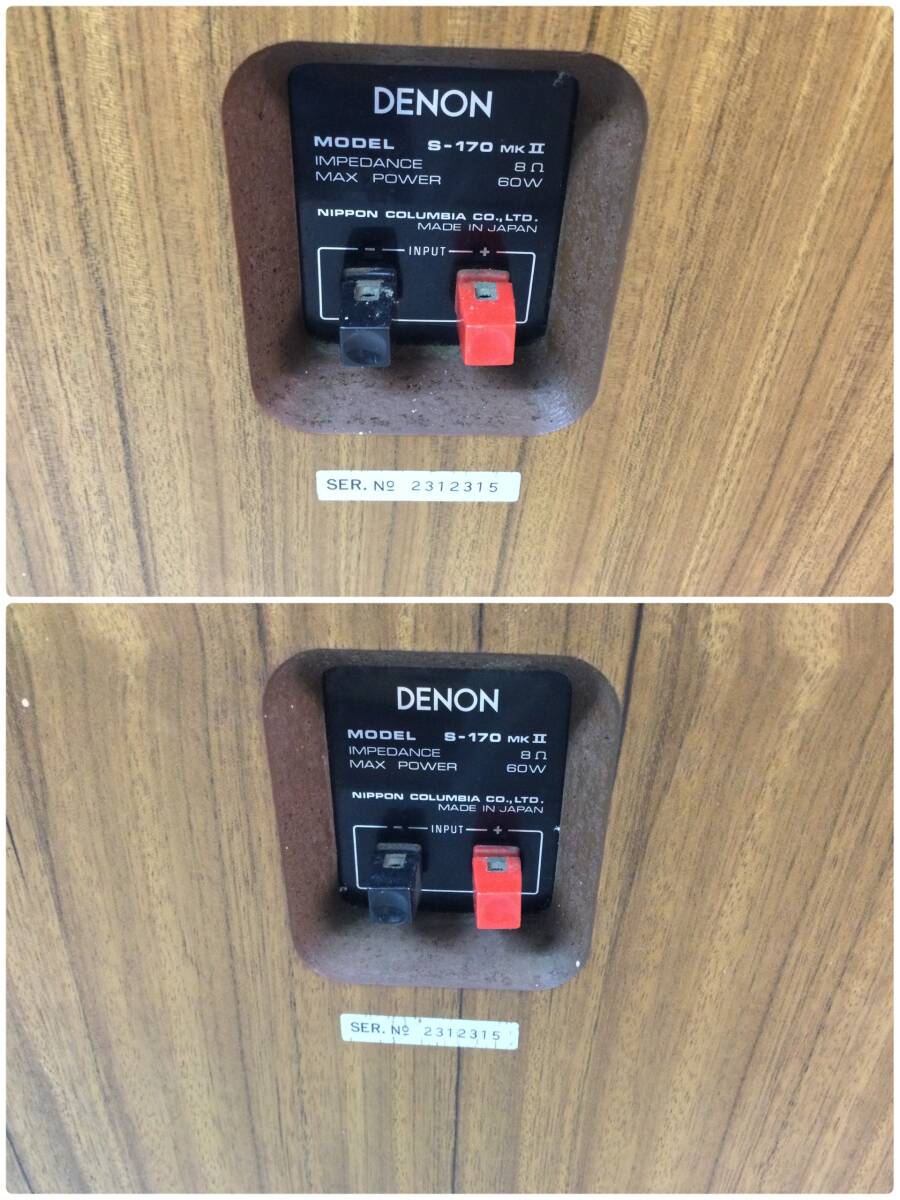 DENON
MODEL S-170 MK II
IMPEDANCE 8 Ω
MAX POWER 60W
NIPPON COLUMBIA CO.,LTD.
MADE IN JAPAN
− INPUT +
SER. Nº 2312315
DENON
MODEL S-170 MK II
IMPEDANCE 8 Ω
MAX POWER 60W
NIPPON COLUMBIA CO.,LTD.
MADE IN JAPAN
− INPUT +
SER. Nº 2312315